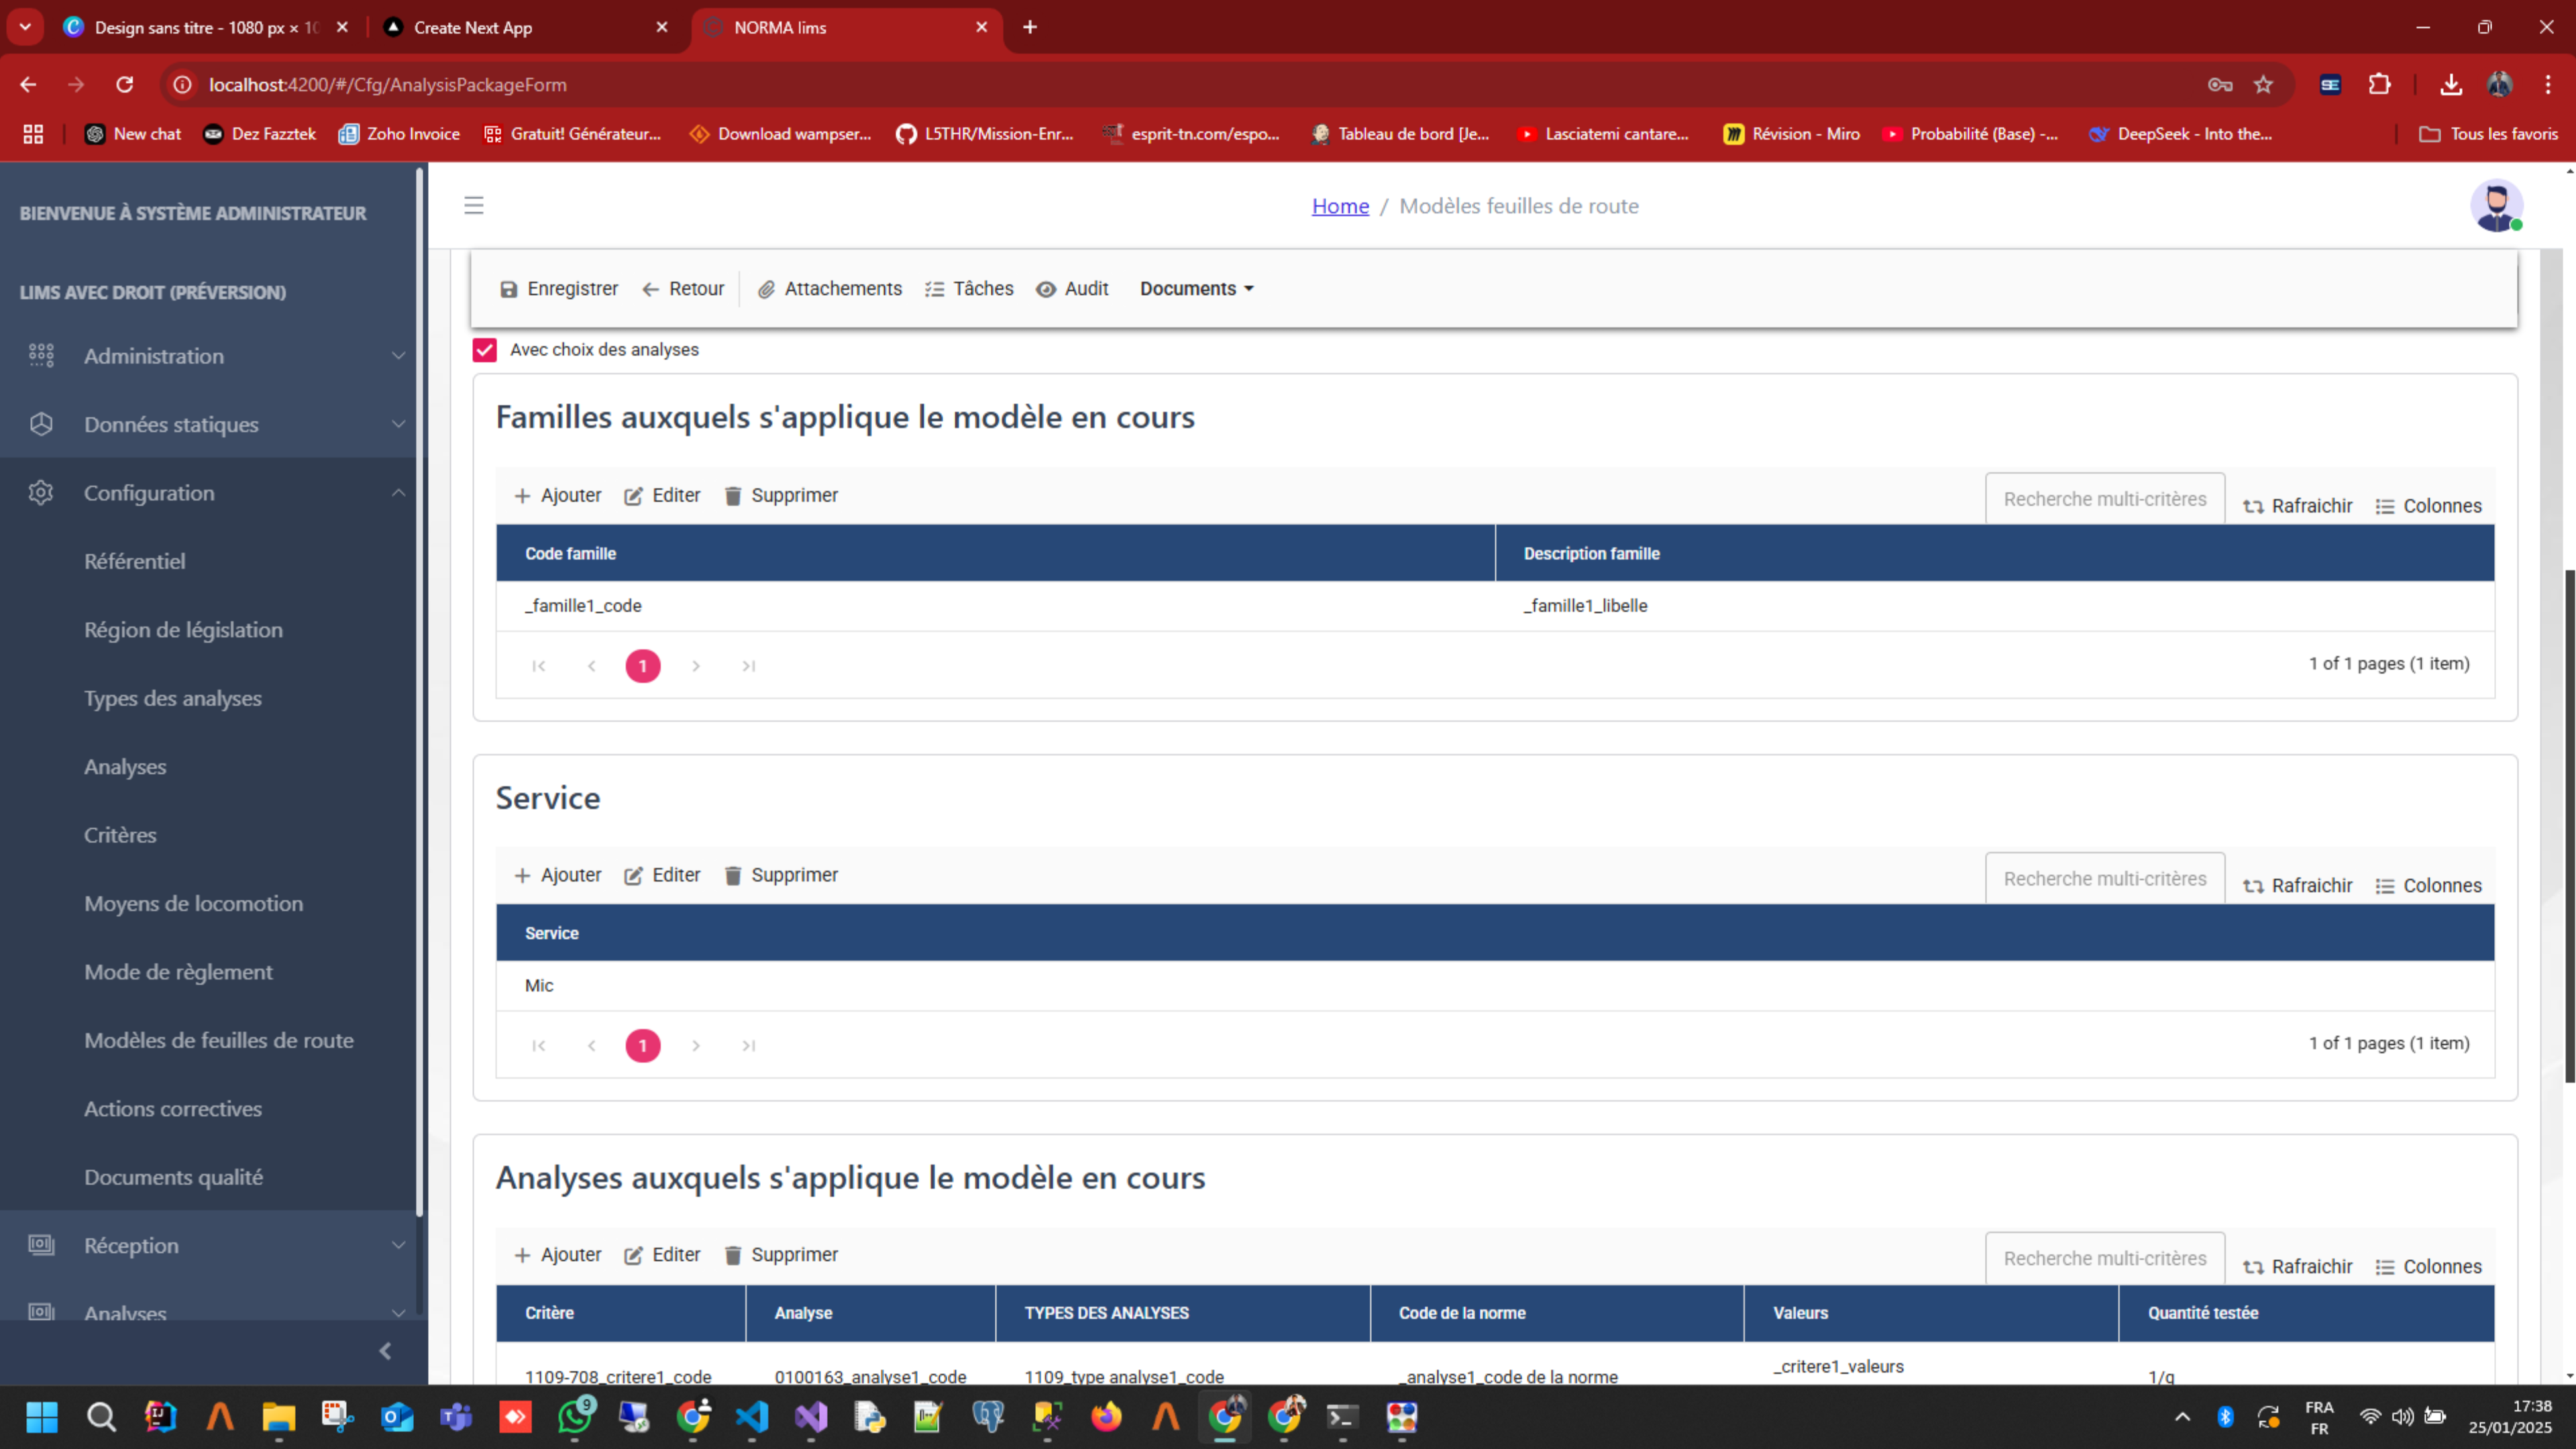 Design sans titre - 1080 px × 10
Create Next App
NORMA lims
localhost:4200/#/Cfg/AnalysisPackageForm
New chat
Dez Fazztek
Zoho Invoice
Gratuit! Générateur...
Download wampser...
L5THR/Mission-Enr...
esprit-tn.com/espo...
Tableau de bord [Je...
Lasciatemi cantare...
Révision - Miro
Probabilité (Base) -...
DeepSeek - Into the...
Tous les favoris
BIENVENUE À SYSTÈME ADMINISTRATEUR
LIMS AVEC DROIT (PRÉVERSION)
Administration
Données statiques
Configuration
Référentiel
Région de législation
Types des analyses
Analyses
Critères
Moyens de locomotion
Mode de règlement
Modèles de feuilles de route
Actions correctives
Documents qualité
Réception
Analyses
Home / Modèles feuilles de route
Enregistrer Retour Attachements Tâches Audit Documents
Avec choix des analyses
Familles auxquels s'applique le modèle en cours
Ajouter Editer Supprimer Recherche multi-critères Rafraichir Colonnes
Code famille Description famille
_famille1_code _famille1_libelle
1 1 of 1 pages (1 item)
Service
Ajouter Editer Supprimer Recherche multi-critères Rafraichir Colonnes
Service
Mic
1 1 of 1 pages (1 item)
Analyses auxquels s'applique le modèle en cours
Ajouter Editer Supprimer Recherche multi-critères Rafraichir Colonnes
Critère Analyse TYPES DES ANALYSES Code de la norme Valeurs Quantité testée
1109-708_critere1_code 0100163_analyse1_code 1109_type analyse1_code _analyse1_code de la norme _critere1_valeurs 1/g
9
FRA
FR
17:38
25/01/2025